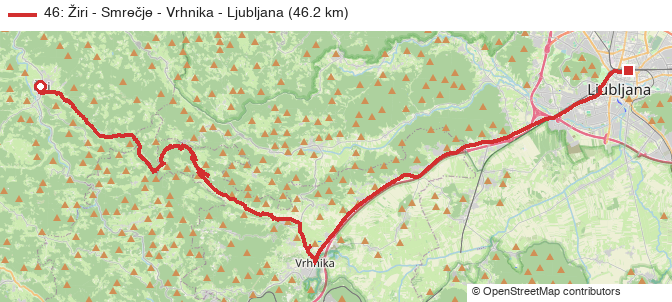 46: Žiri - Smrečje - Vrhnika - Ljubljana (46.2 km)
Ljubljana
Vrhnika
© OpenStreetMap contributors